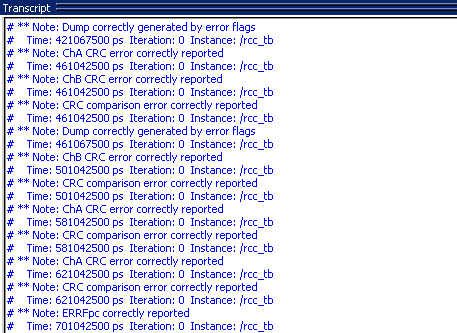 Transcript
# ** Note: Dump correctly generated by error flags
#    Time: 421067500 ps  Iteration: 0  Instance: /rcc_tb
# ** Note: ChA CRC error correctly reported
#    Time: 461042500 ps  Iteration: 0  Instance: /rcc_tb
# ** Note: ChB CRC error correctly reported
#    Time: 461042500 ps  Iteration: 0  Instance: /rcc_tb
# ** Note: CRC comparison error correctly reported
#    Time: 461042500 ps  Iteration: 0  Instance: /rcc_tb
# ** Note: Dump correctly generated by error flags
#    Time: 461067500 ps  Iteration: 0  Instance: /rcc_tb
# ** Note: ChB CRC error correctly reported
#    Time: 501042500 ps  Iteration: 0  Instance: /rcc_tb
# ** Note: CRC comparison error correctly reported
#    Time: 501042500 ps  Iteration: 0  Instance: /rcc_tb
# ** Note: ChA CRC error correctly reported
#    Time: 581042500 ps  Iteration: 0  Instance: /rcc_tb
# ** Note: CRC comparison error correctly reported
#    Time: 581042500 ps  Iteration: 0  Instance: /rcc_tb
# ** Note: ChA CRC error correctly reported
#    Time: 621042500 ps  Iteration: 0  Instance: /rcc_tb
# ** Note: CRC comparison error correctly reported
#    Time: 621042500 ps  Iteration: 0  Instance: /rcc_tb
# ** Note: ERRFpc correctly reported
#    Time: 701042500 ps  Iteration: 0  Instance: /rcc_tb